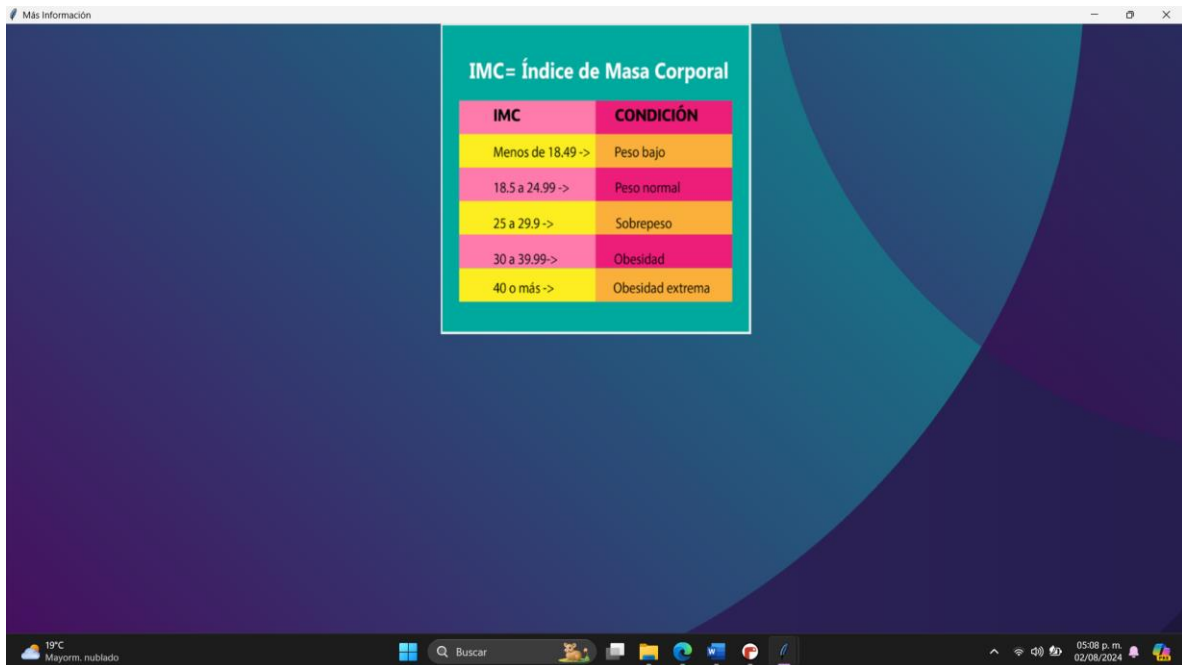 Más Información
IMC= Índice de Masa Corporal
IMC CONDICIÓN
Menos de 18.49 -> Peso bajo
18.5 a 24.99 -> Peso normal
25 a 29.9 -> Sobrepeso
30 a 39.99-> Obesidad
40 o más -> Obesidad extrema
19°C
Mayorm. nublado
Buscar
05:08 p. m.
02/08/2024